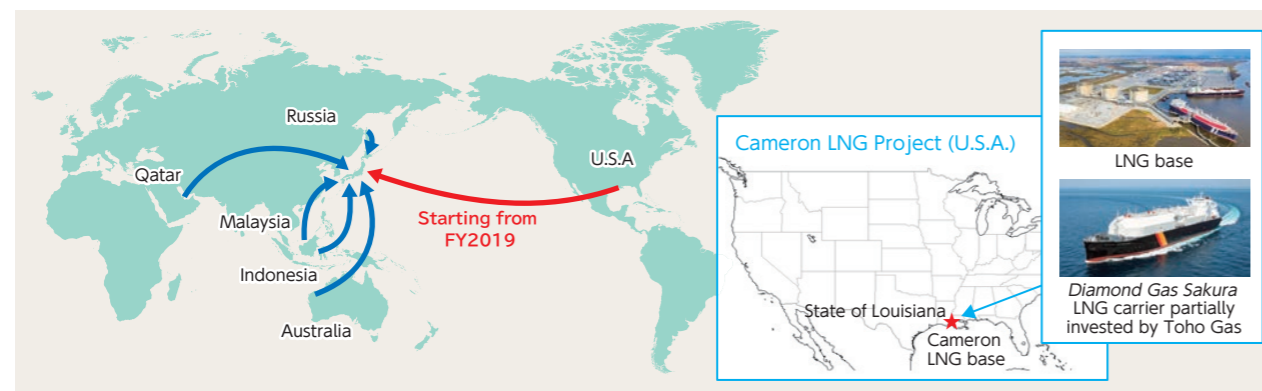 Russia
Qatar
U.S.A
Malaysia
Starting from
FY2019
Indonesia
Australia
Cameron LNG Project (U.S.A.)
State of Louisiana
Cameron
LNG base
LNG base
Diamond Gas Sakura
LNG carrier partially
invested by Toho Gas